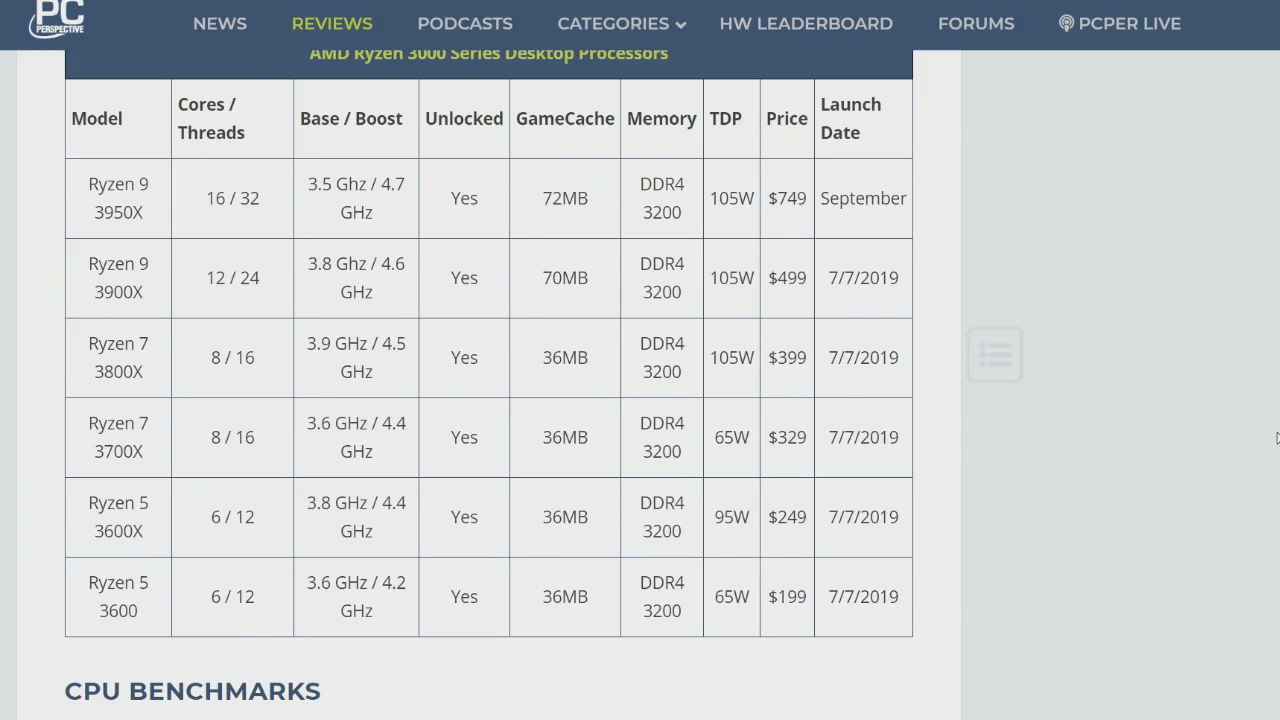 PC
PERSPECTIVE
NEWS REVIEWS PODCASTS CATEGORIES HW LEADERBOARD FORUMS PCPER LIVE
AMD Ryzen 3000 Series Desktop Processors
Model Cores / Threads Base / Boost Unlocked GameCache Memory TDP Price Launch Date
Ryzen 9 3950X 16 / 32 3.5 Ghz / 4.7 GHz Yes 72MB DDR4 3200 105W $749 September
Ryzen 9 3900X 12 / 24 3.8 Ghz / 4.6 GHz Yes 70MB DDR4 3200 105W $499 7/7/2019
Ryzen 7 3800X 8 / 16 3.9 GHz / 4.5 GHz Yes 36MB DDR4 3200 105W $399 7/7/2019
Ryzen 7 3700X 8 / 16 3.6 GHz / 4.4 GHz Yes 36MB DDR4 3200 65W $329 7/7/2019
Ryzen 5 3600X 6 / 12 3.8 GHz / 4.4 GHz Yes 36MB DDR4 3200 95W $249 7/7/2019
Ryzen 5 3600 6 / 12 3.6 GHz / 4.2 GHz Yes 36MB DDR4 3200 65W $199 7/7/2019
CPU BENCHMARKS